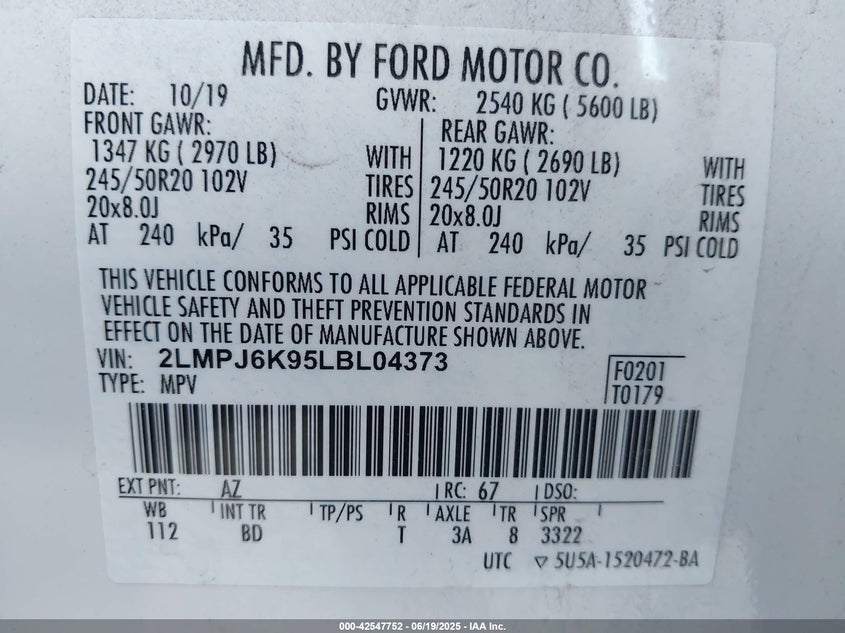 MFD. BY FORD MOTOR CO.
DATE: 10/19 GVWR: 2540 KG ( 5600 LB)
FRONT GAWR: REAR GAWR:
1347 KG ( 2970 LB) WITH 1220 KG ( 2690 LB) WITH
245/50R20 102V TIRES 245/50R20 102V TIRES
20x8.0J RIMS 20x8.0J RIMS
AT 240 kPa/ 35 PSI COLD AT 240 kPa/ 35 PSI COLD
THIS VEHICLE CONFORMS TO ALL APPLICABLE FEDERAL MOTOR
VEHICLE SAFETY AND THEFT PREVENTION STANDARDS IN
EFFECT ON THE DATE OF MANUFACTURE SHOWN ABOVE.
VIN: 2LMPJ6K95LBL04373
TYPE: MPV
F0201
T0179
EXT PNT: AZ RC: 67 DSO:
WB INT TR TP/PS R AXLE TR SPR
112 BD T 3A 8 3322
UTC ▽ 5U5A-1520472-BA
000-42547752 - 06/19/2025 - IAA Inc.